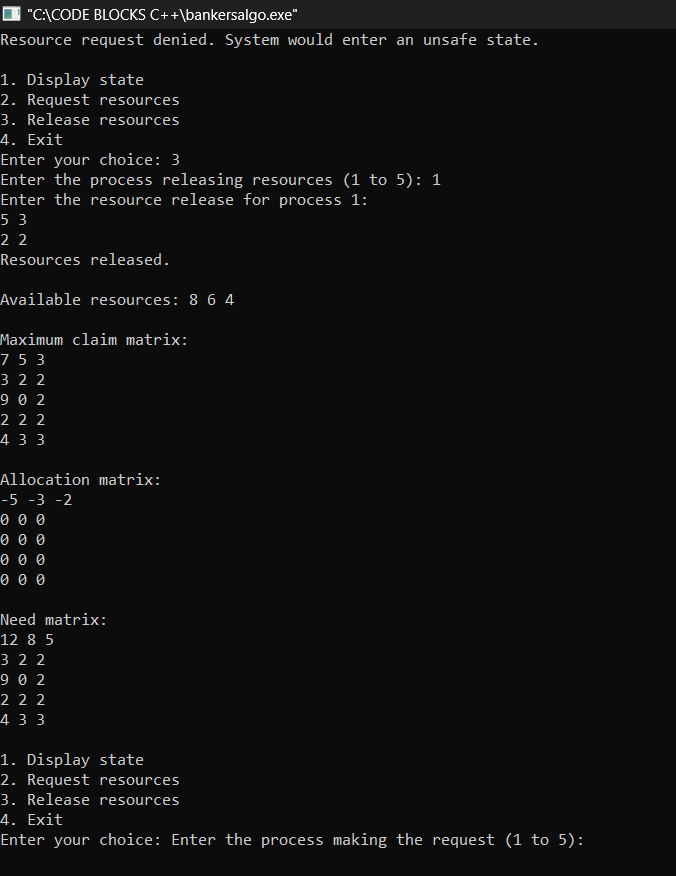 "C:\CODE BLOCKS C++\bankersalgo.exe"
Resource request denied. System would enter an unsafe state.
1. Display state
2. Request resources
3. Release resources
4. Exit
Enter your choice: 3
Enter the process releasing resources (1 to 5): 1
Enter the resource release for process 1:
5 3
2 2
Resources released.
Available resources: 8 6 4
Maximum claim matrix:
7 5 3
3 2 2
9 0 2
2 2 2
4 3 3
Allocation matrix:
-5 -3 -2
0 0 0
0 0 0
0 0 0
0 0 0
Need matrix:
12 8 5
3 2 2
9 0 2
2 2 2
4 3 3
1. Display state
2. Request resources
3. Release resources
4. Exit
Enter your choice: Enter the process making the request (1 to 5):